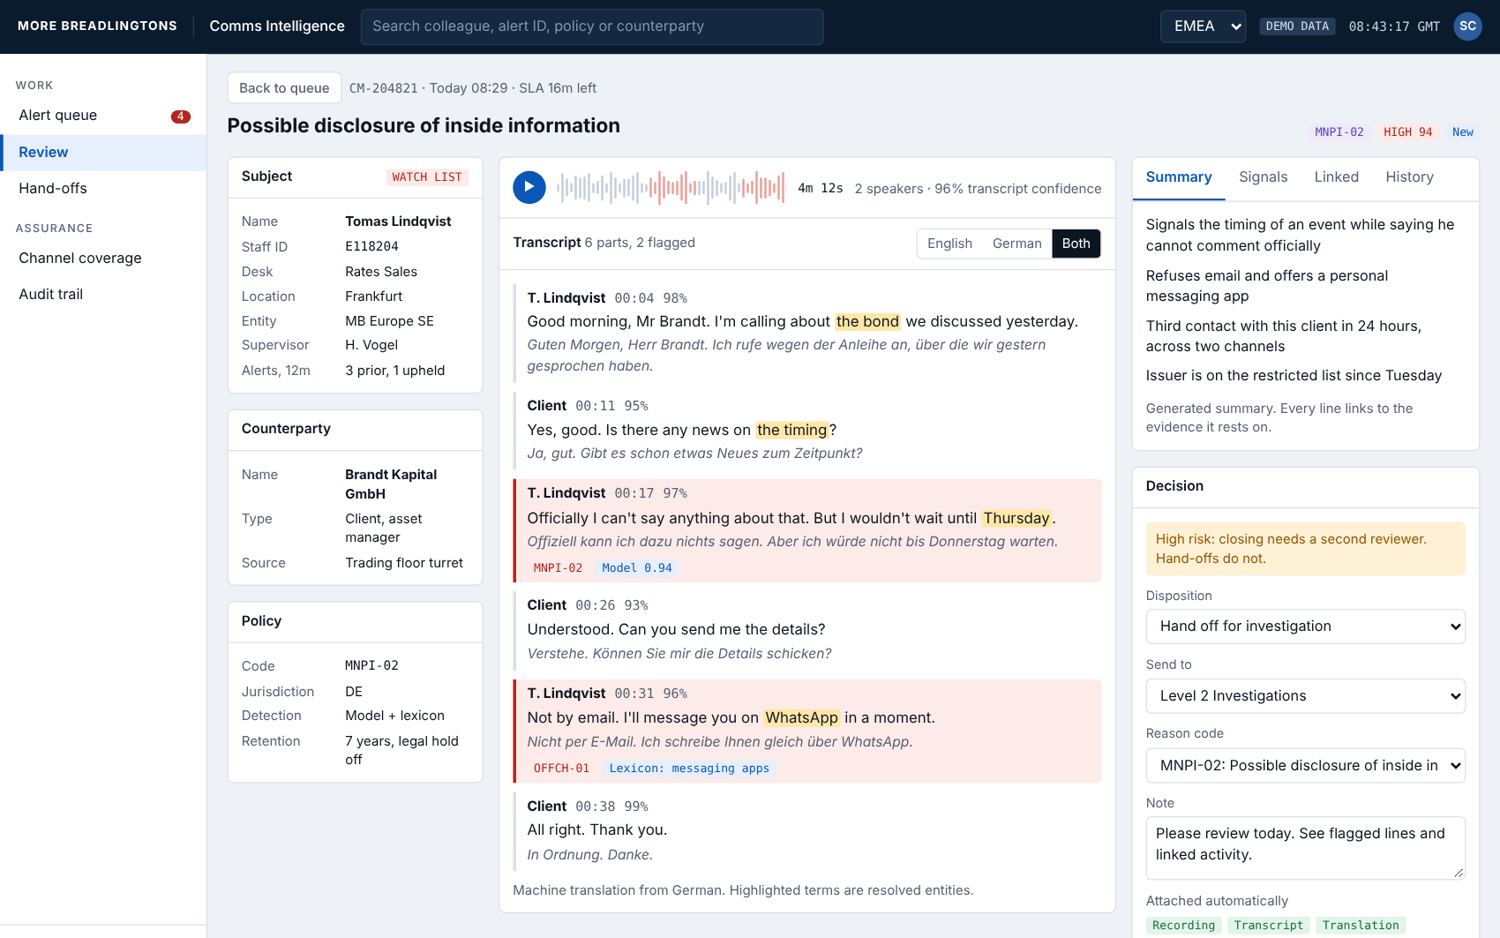 MORE BREADLINGTONS
Comms Intelligence
Search colleague, alert ID, policy or counterparty
EMEA
DEMO DATA
08:43:17 GMT
SC
WORK
Alert queue
4
Review
Hand-offs
ASSURANCE
Channel coverage
Audit trail
Back to queue
CM-204821 · Today 08:29 · SLA 16m left
Possible disclosure of inside information
MNPI-02
HIGH 94
New
Subject
WATCH LIST
Name Tomas Lindqvist
Staff ID E118204
Desk Rates Sales
Location Frankfurt
Entity MB Europe SE
Supervisor H. Vogel
Alerts, 12m 3 prior, 1 upheld
Counterparty
Name Brandt Kapital
GmbH
Type Client, asset
manager
Source Trading floor turret
Policy
Code MNPI-02
Jurisdiction DE
Detection Model + lexicon
Retention 7 years, legal hold
off
4m 12s
2 speakers · 96% transcript confidence
Transcript 6 parts, 2 flagged
English
German
Both
T. Lindqvist 00:04 98%
Good morning, Mr Brandt. I'm calling about the bond we discussed yesterday.
Guten Morgen, Herr Brandt. Ich rufe wegen der Anleihe an, über die wir gestern
gesprochen haben.
Client 00:11 95%
Yes, good. Is there any news on the timing?
Ja, gut. Gibt es schon etwas Neues zum Zeitpunkt?
T. Lindqvist 00:17 97%
Officially I can't say anything about that. But I wouldn't wait until Thursday.
Offiziell kann ich dazu nichts sagen. Aber ich würde nicht bis Donnerstag warten.
MNPI-02 Model 0.94
Client 00:26 93%
Understood. Can you send me the details?
Verstehe. Können Sie mir die Details schicken?
T. Lindqvist 00:31 96%
Not by email. I'll message you on WhatsApp in a moment.
Nicht per E-Mail. Ich schreibe Ihnen gleich über WhatsApp.
OFFCH-01 Lexicon: messaging apps
Client 00:38 99%
All right. Thank you.
In Ordnung. Danke.
Machine translation from German. Highlighted terms are resolved entities.
Summary
Signals
Linked
History
Signals the timing of an event while saying he
cannot comment officially
Refuses email and offers a personal
messaging app
Third contact with this client in 24 hours,
across two channels
Issuer is on the restricted list since Tuesday
Generated summary. Every line links to the
evidence it rests on.
Decision
High risk: closing needs a second reviewer.
Hand-offs do not.
Disposition
Hand off for investigation
Send to
Level 2 Investigations
Reason code
MNPI-02: Possible disclosure of inside in
Note
Please review today. See flagged lines and
linked activity.
Attached automatically
Recording Transcript Translation